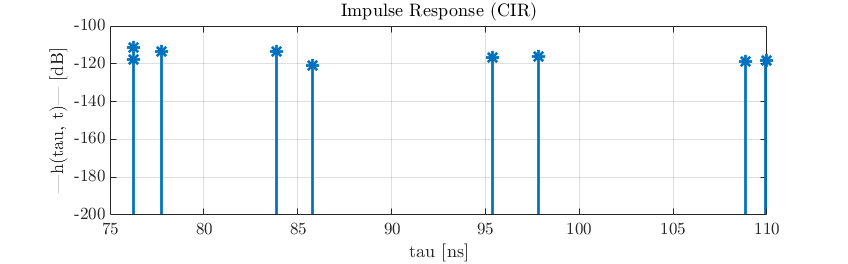 Impulse Response (CIR)
—h(tau, t)— [dB]
-100
-120
-140
-160
-180
-200
75 80 85 90 95 100 105 110
tau [ns]